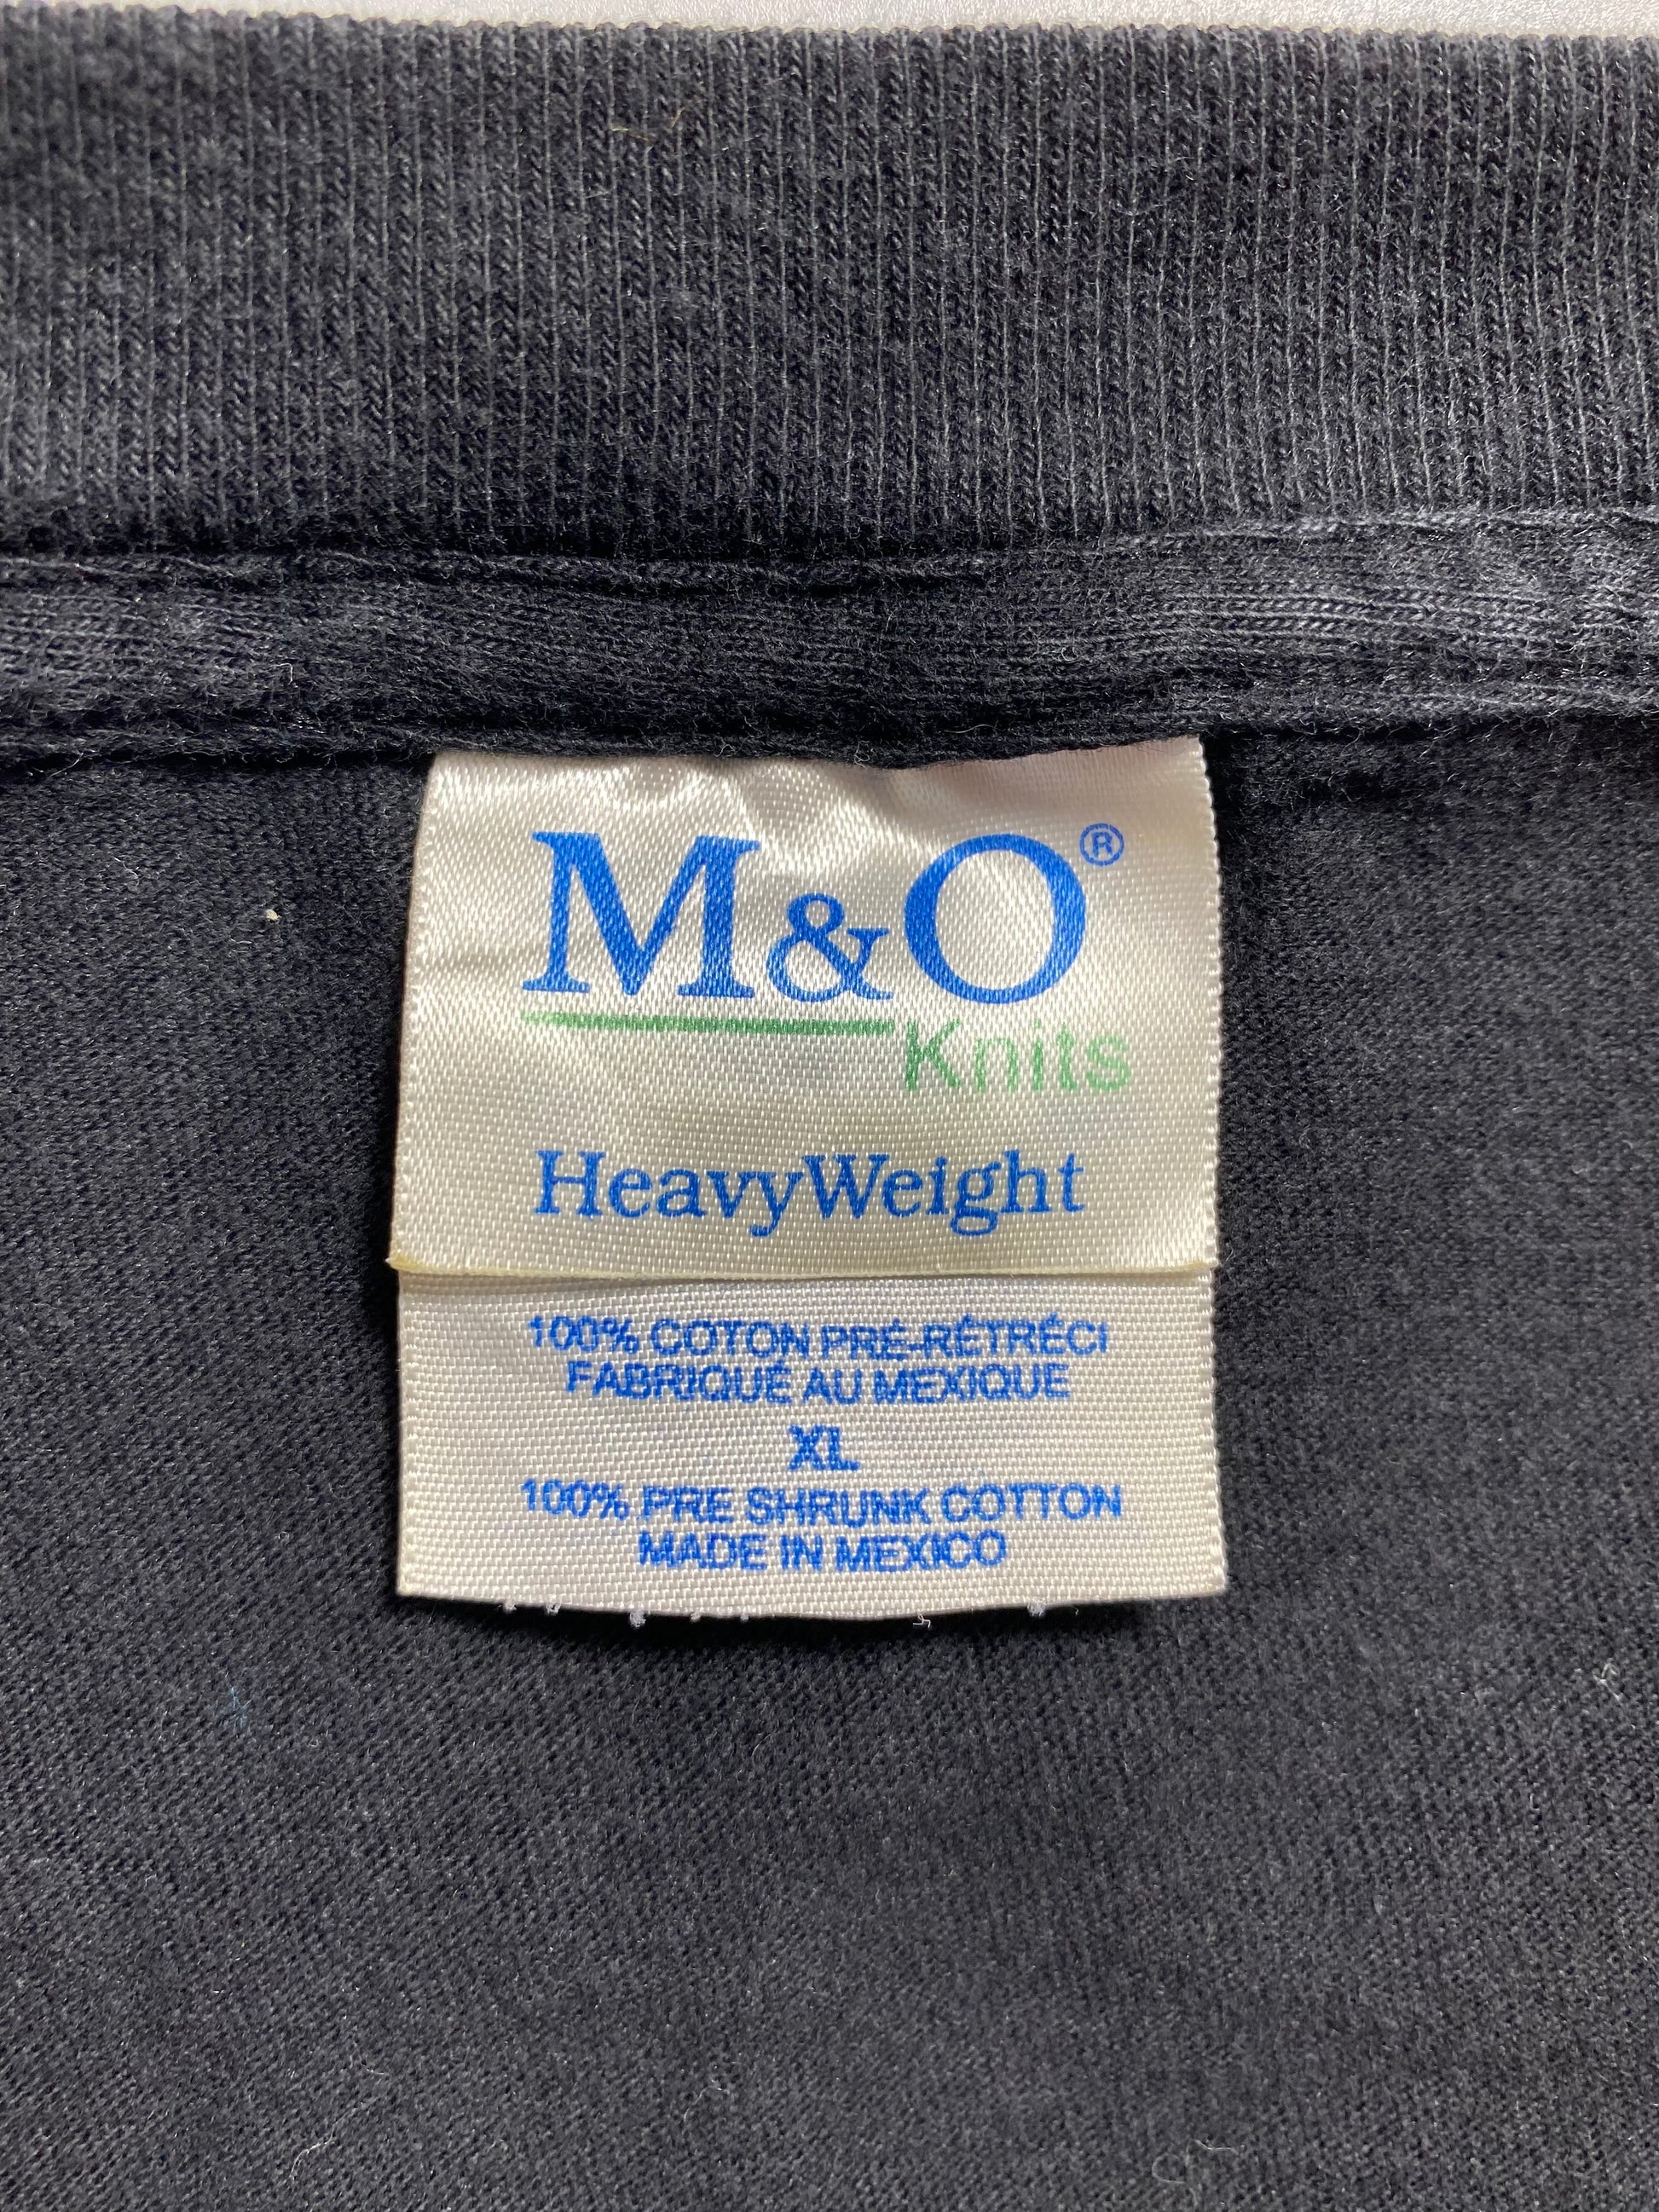 M&O®
Knits
HeavyWeight
100% COTON PRÉ-RÉTRÉCI
FABRIQUÉ AU MEXIQUE
XL
100% PRE SHRUNK COTTON
MADE IN MEXICO